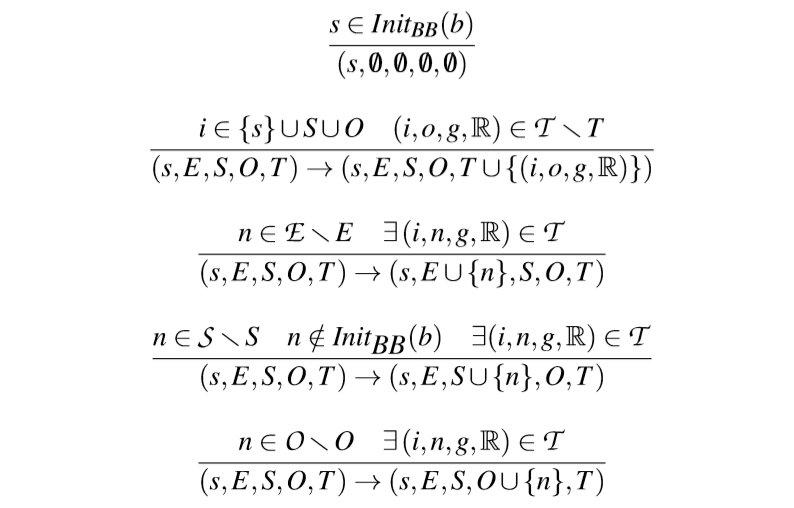 s ∈ Init_BB(b)
(s,∅,∅,∅,∅)
i ∈ {s}∪S∪O (i,o,g,ℝ) ∈ 𝒯 ∖ T
(s,E,S,O,T) → (s,E,S,O,T∪{(i,o,g,ℝ)})
n ∈ ℰ ∖ E ∃(i,n,g,ℝ) ∈ 𝒯
(s,E,S,O,T) → (s,E∪{n},S,O,T)
n ∈ 𝒮 ∖ S n ∉ Init_BB(b) ∃(i,n,g,ℝ) ∈ 𝒯
(s,E,S,O,T) → (s,E,S∪{n},O,T)
n ∈ 𝒪 ∖ O ∃(i,n,g,ℝ) ∈ 𝒯
(s,E,S,O,T) → (s,E,S,O∪{n},T)